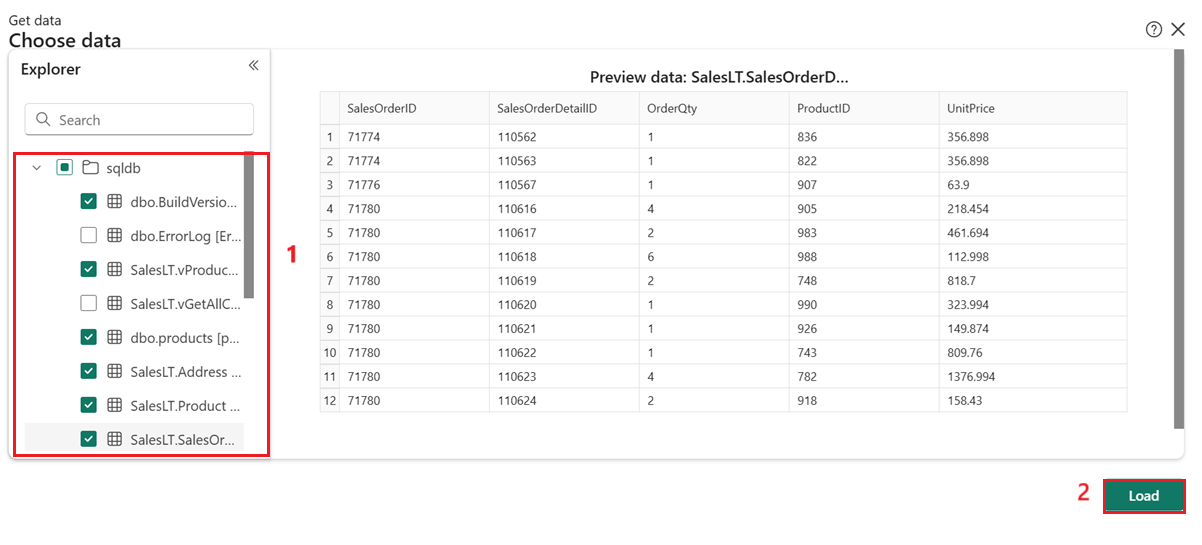 Get data
Choose data
Explorer
Search
sqldb
dbo.BuildVersio...
dbo.ErrorLog [Er...
SalesLT.vProduc...
SalesLT.vGetAllC...
dbo.products [p...
SalesLT.Address ...
SalesLT.Product ...
SalesLT.SalesOr...
1
Preview data: SalesLT.SalesOrderD...
SalesOrderID SalesOrderDetailID OrderQty ProductID UnitPrice
1 71774 110562 1 836 356.898
2 71774 110563 1 822 356.898
3 71776 110567 1 907 63.9
4 71780 110616 4 905 218.454
5 71780 110617 2 983 461.694
6 71780 110618 6 988 112.998
7 71780 110619 2 748 818.7
8 71780 110620 1 990 323.994
9 71780 110621 1 926 149.874
10 71780 110622 1 743 809.76
11 71780 110623 4 782 1376.994
12 71780 110624 2 918 158.43
2 Load